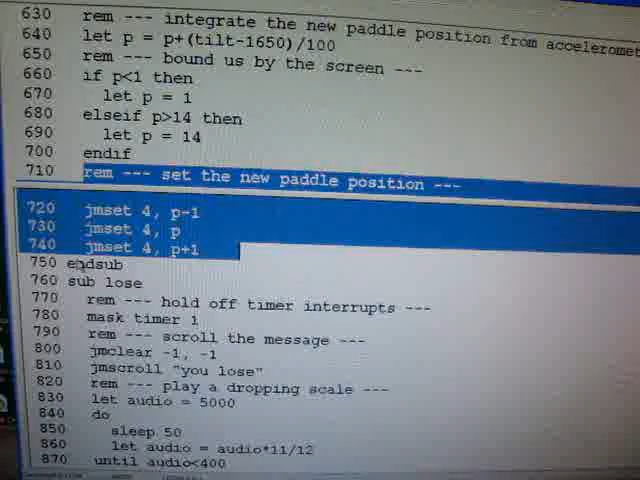 630 rem --- integrate the new paddle position from acceleromet
640 let p = p+(tilt-1650)/100
650 rem --- bound us by the screen ---
660 if p<1 then
670 let p = 1
680 elseif p>14 then
690 let p = 14
700 endif
710 rem --- set the new paddle position ---
720 jmset 4, p-1
730 jmset 4, p
740 jmset 4, p+1
750 endsub
760 sub lose
770 rem --- hold off timer interrupts ---
780 mask timer 1
790 rem --- scroll the message ---
800 jmclear -1, -1
810 jmscroll "you lose"
820 rem --- play a dropping scale ---
830 let audio = 5000
840 do
850 sleep 50
860 let audio = audio*11/12
870 until audio<400